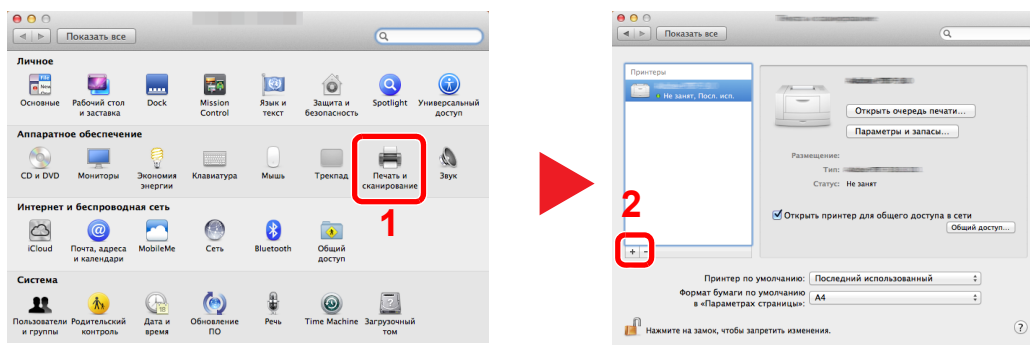 Показать все
Личное
Основные
Рабочий стол
и заставка
Dock
Mission
Control
Язык и
текст
Защита и
безопасность
Spotlight
Универсальный
доступ
Аппаратное обеспечение
CD и DVD
Мониторы
Экономия
энергии
Клавиатура
Мышь
Трекпад
Печать и
сканирование
Звук
1
Интернет и беспроводная сеть
iCloud
Почта, адреса
и календари
MobileMe
Сеть
Bluetooth
Общий
доступ
Система
Пользователи
и группы
Родительский
контроль
Дата и
время
Обновление
ПО
Речь
Time Machine
Загрузочный
том
Показать все
Принтеры
Не занят, Посл. исп.
Открыть очередь печати...
Параметры и запасы...
Размещение:
Тип:
Статус: Не занят
2
Открыть принтер для общего доступа в сети
Общий доступ...
+ −
Принтер по умолчанию: Последний использованный
Формат бумаги по умолчанию
в «Параметрах страницы»: A4
Нажмите на замок, чтобы запретить изменения.
?